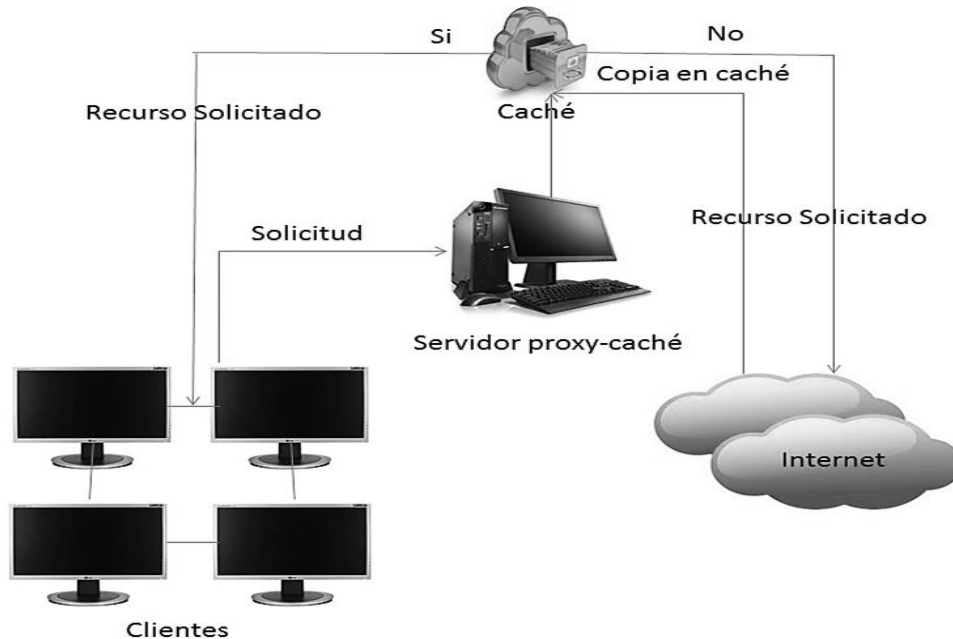 Si
No
Copia en caché
Recurso Solicitado
Caché
Solicitud
Recurso Solicitado
Servidor proxy-caché
Internet
Clientes